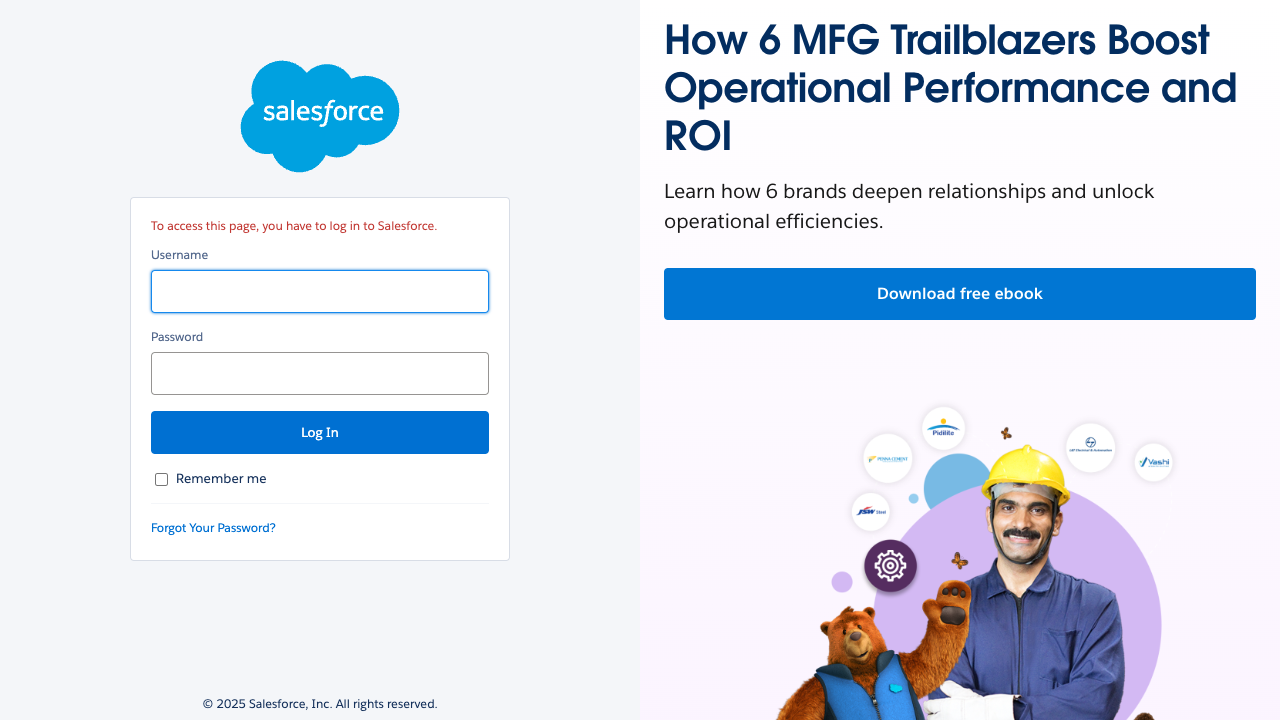 salesforce
To access this page, you have to log in to Salesforce.
Username
Password
Log In
Remember me
Forgot Your Password?
© 2025 Salesforce, Inc. All rights reserved.
How 6 MFG Trailblazers Boost
Operational Performance and
ROI
Learn how 6 brands deepen relationships and unlock
operational efficiencies.
Download free ebook
Pidilite
Vashi
JSW Steel